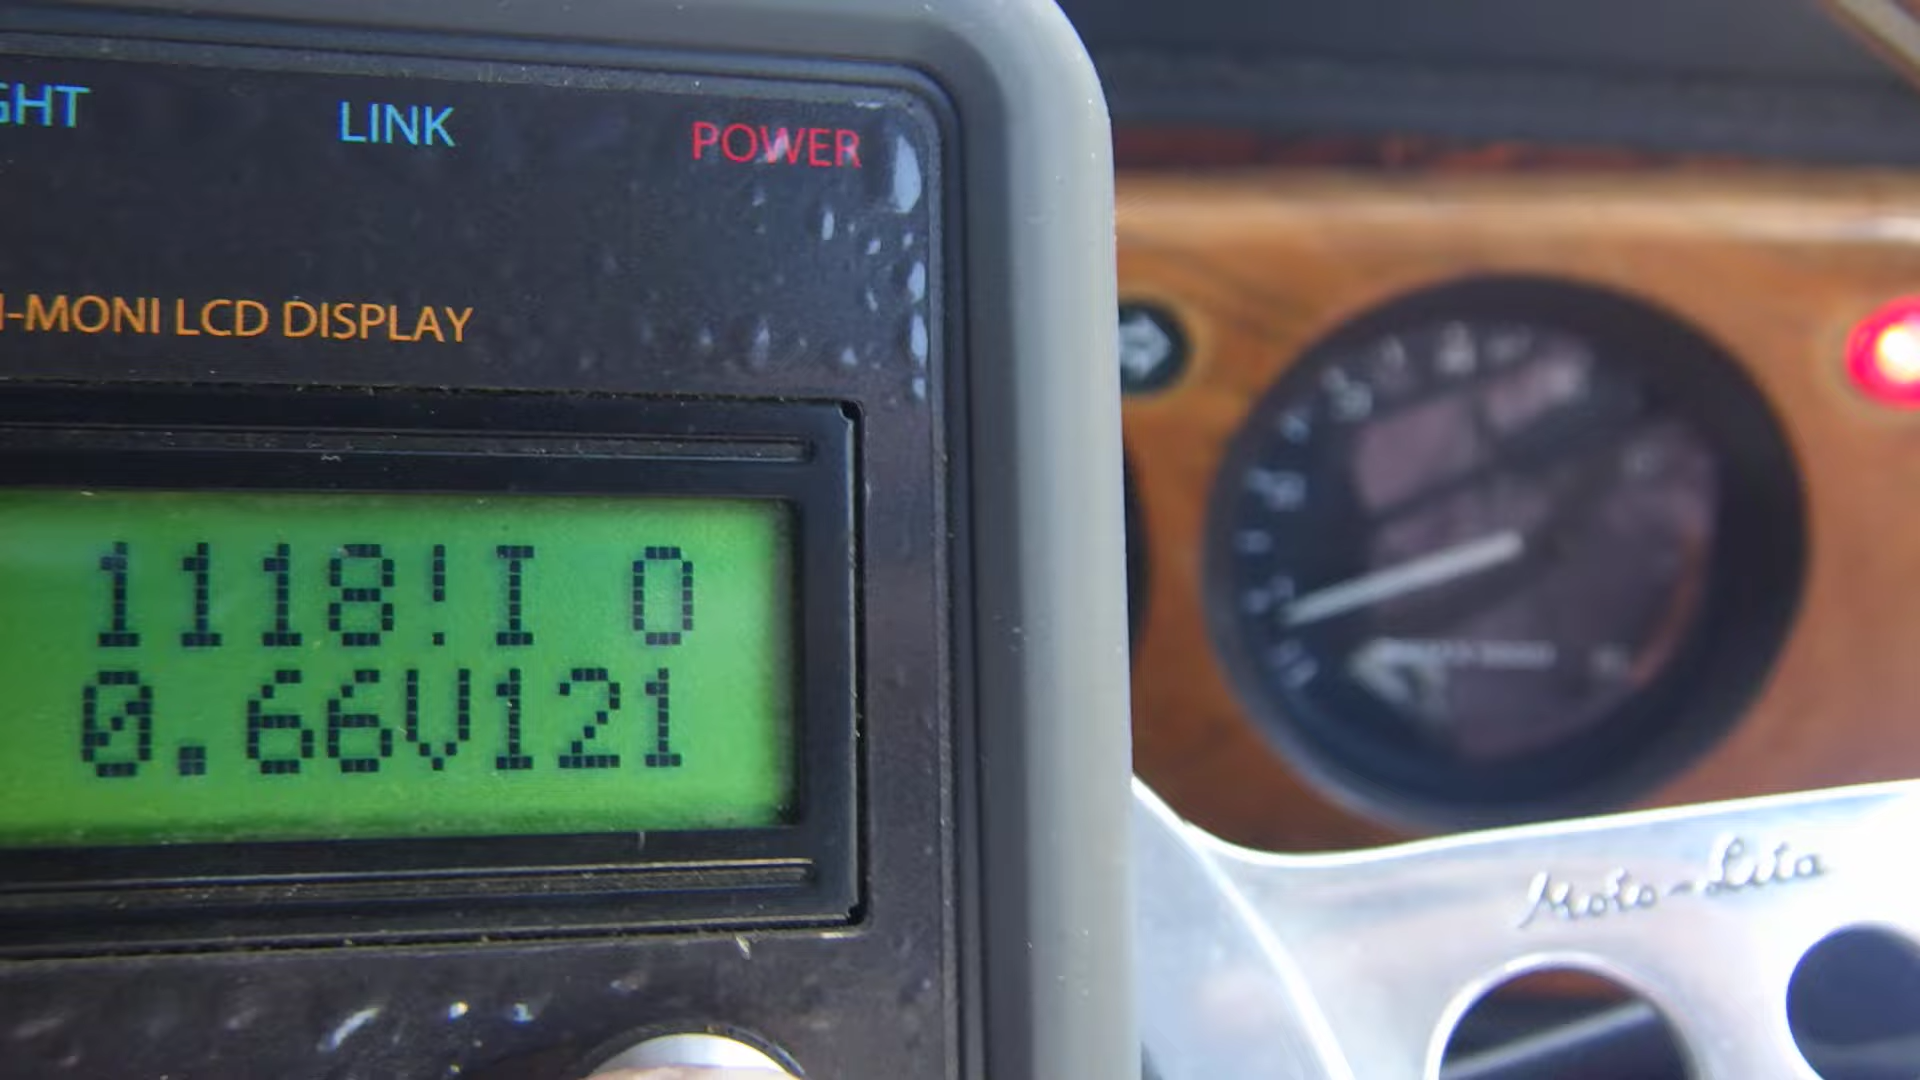 GHT LINK POWER
I-MONI LCD DISPLAY
1118!I 0
0.66V121
Moto-Lita